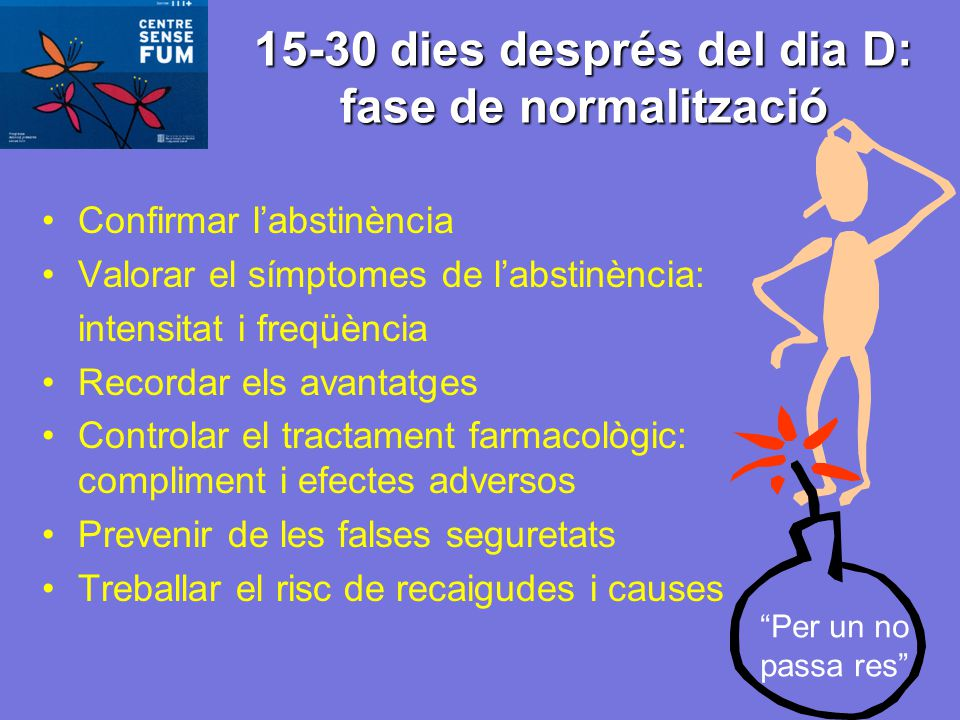 CENTRE
SENSE
FUM
15-30 dies després del dia D:
fase de normalització
• Confirmar l’abstinència
• Valorar el símptomes de l’abstinència:
intensitat i freqüència
• Recordar els avantatges
• Controlar el tractament farmacològic:
compliment i efectes adversos
• Prevenir de les falses seguretats
• Treballar el risc de recaigudes i causes
“Per un no
passa res”